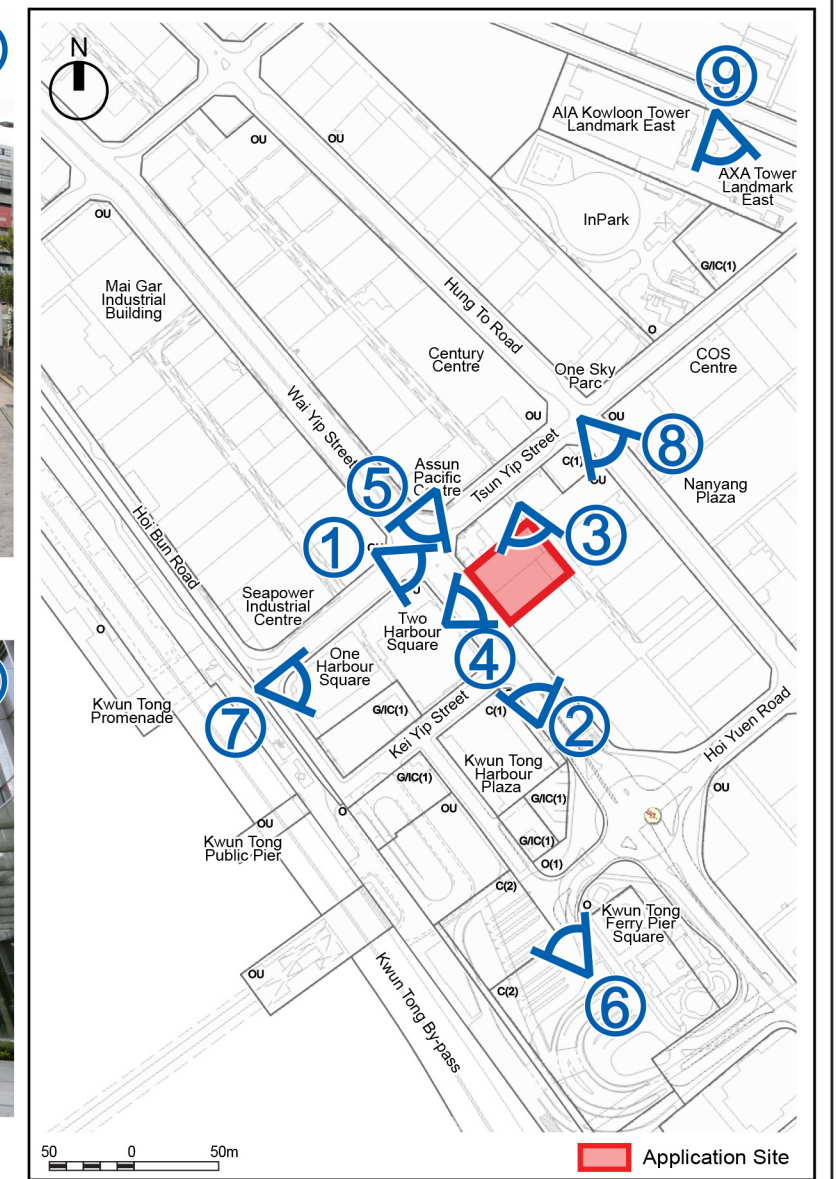 N
9
AIA Kowloon Tower
Landmark East
AXA Tower
Landmark
East
OU
OU
InPark
OU
G/IC(1)
Mai Gar
Industrial
Building
Hung To Road
O
Century
Centre
One Sky
Parc
COS
Centre
Wai Yip Street
OU
OU
8
Tsun Yip Street
C(1)
OU
Nanyang
Plaza
Assun
Pacific
Centre
5
1
3
Hoi Bun Road
Seapower
Industrial
Centre
Two
Harbour
Square
4
O
One
Harbour
Square
Kwun Tong
Promenade
7
G/IC(1)
Kei Yip Street
C(1)
2
Hoi Yuen Road
Kwun Tong
Harbour
Plaza
G/IC(1)
G/IC(1)
OU
O
OU
OU
Kwun Tong
Public Pier
G/IC(1)
O(1)
C(2)
O
Kwun Tong
Ferry Pier
Square
OU
Kwun Tong By-pass
C(2)
6
50 0 50m
Application Site